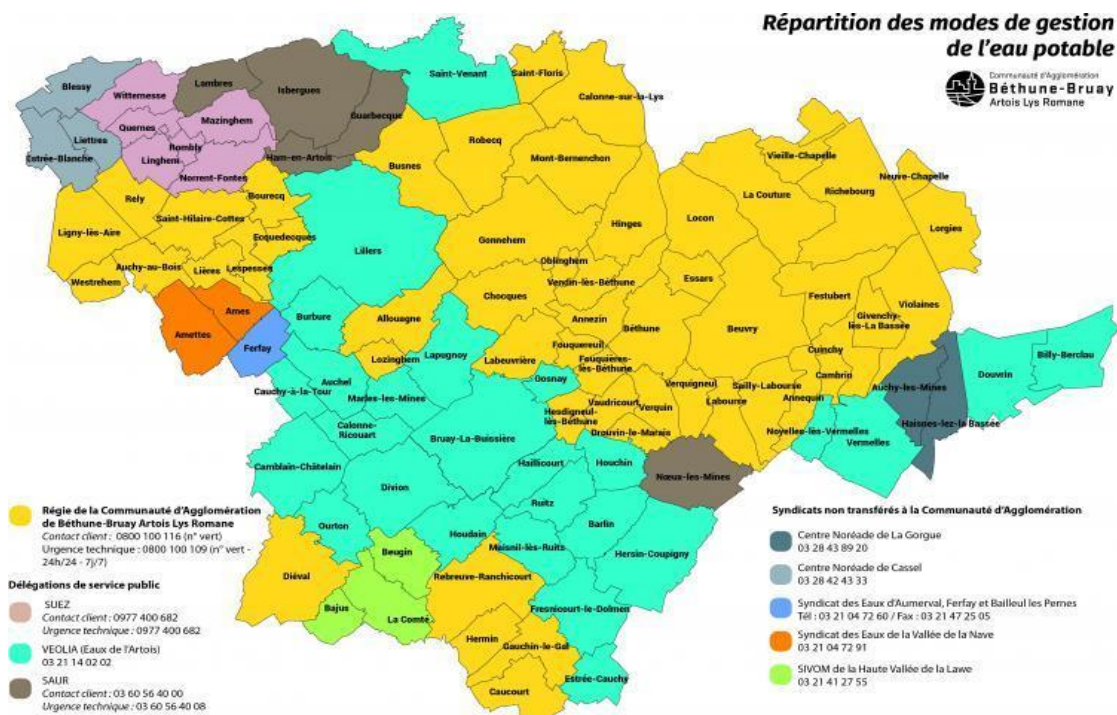 Répartition des modes de gestion
de l'eau potable
Communauté d'Agglomération
Béthune-Bruay
Artois Lys Romane
Blessy
Witternesse
Lambres
Isbergues
Saint-Venant
Saint-Floris
Calonne-sur-la-Lys
Quernes
Mazinghem
Guarbecque
Liettres
Estrée-Blanche
Rombly
Linghem
Ham-en-Artois
Norrent-Fontes
Busnes
Robecq
Mont-Bernenchon
Vieille-Chapelle
Neuve-Chapelle
La Couture
Richebourg
Rely
Bourecq
Saint-Hilaire-Cottes
Ligny-lès-Aire
Ecquedecques
Lillers
Gonnehem
Hinges
Locon
Lorgies
Auchy-au-Bois
Lières
Lespesses
Westrehem
Oblinghem
Vendin-lès-Béthune
Essars
Chocques
Festubert
Violaines
Givenchy-
lès-La Bassée
Ames
Amettes
Ferfay
Burbure
Allouagne
Annezin
Béthune
Beuvry
Cuinchy
Cambrin
Lozinghem
Lapugnoy
Labeuvrière
Fouquereuil
Fouquières-
lès-Béthune
Billy-Berclau
Douvrin
Auchel
Cauchy-à-la-Tour
Marles-les-Mines
Gosnay
Verquigneul
Sailly-Labourse
Annequin
Auchy-les-Mines
Vaudricourt
Verquin
Labourse
Hesdigneul-
lès-Béthune
Drouvin-le-Marais
Haisnes-lez-la Bassée
Noyelles-lès-Vermelles
Vermelles
Calonne-
Ricouart
Bruay-La-Buissière
Camblain-Châtelain
Haillicourt
Houchin
Nœux-les-Mines
Divion
Ruitz
Barlin
Ourton
Houdain
Maisnil-lès-Ruits
Hersin-Coupigny
Beugin
Diéval
Rebreuve-Ranchicourt
Bajus
La Comté
Fresnicourt-le-Dolmen
Hermin
Gauchin-le-Gal
Estrée-Cauchy
Caucourt
Régie de la Communauté d'Agglomération
de Béthune-Bruay Artois Lys Romane
Contact client : 0800 100 116 (n° vert)
Urgence technique : 0800 100 109 (n° vert -
24h/24 - 7j/7)
Délégations de service public
SUEZ
Contact client : 0977 400 682
Urgence technique : 0977 400 682
VEOLIA (Eaux de l'Artois)
03 21 14 02 02
SAUR
Contact client : 03 60 56 40 00
Urgence technique : 03 60 56 40 08
Syndicats non transférés à la Communauté d'Agglomération
Centre Noréade de La Gorgue
03 28 43 89 20
Centre Noréade de Cassel
03 28 42 43 33
Syndicat des Eaux d'Aumerval, Ferfay et Bailleul les Pernes
Tél : 03 21 04 72 60 / Fax : 03 21 47 25 05
Syndicat des Eaux de la Vallée de la Nave
03 21 04 72 91
SIVOM de la Haute Vallée de la Lawe
03 21 41 27 55